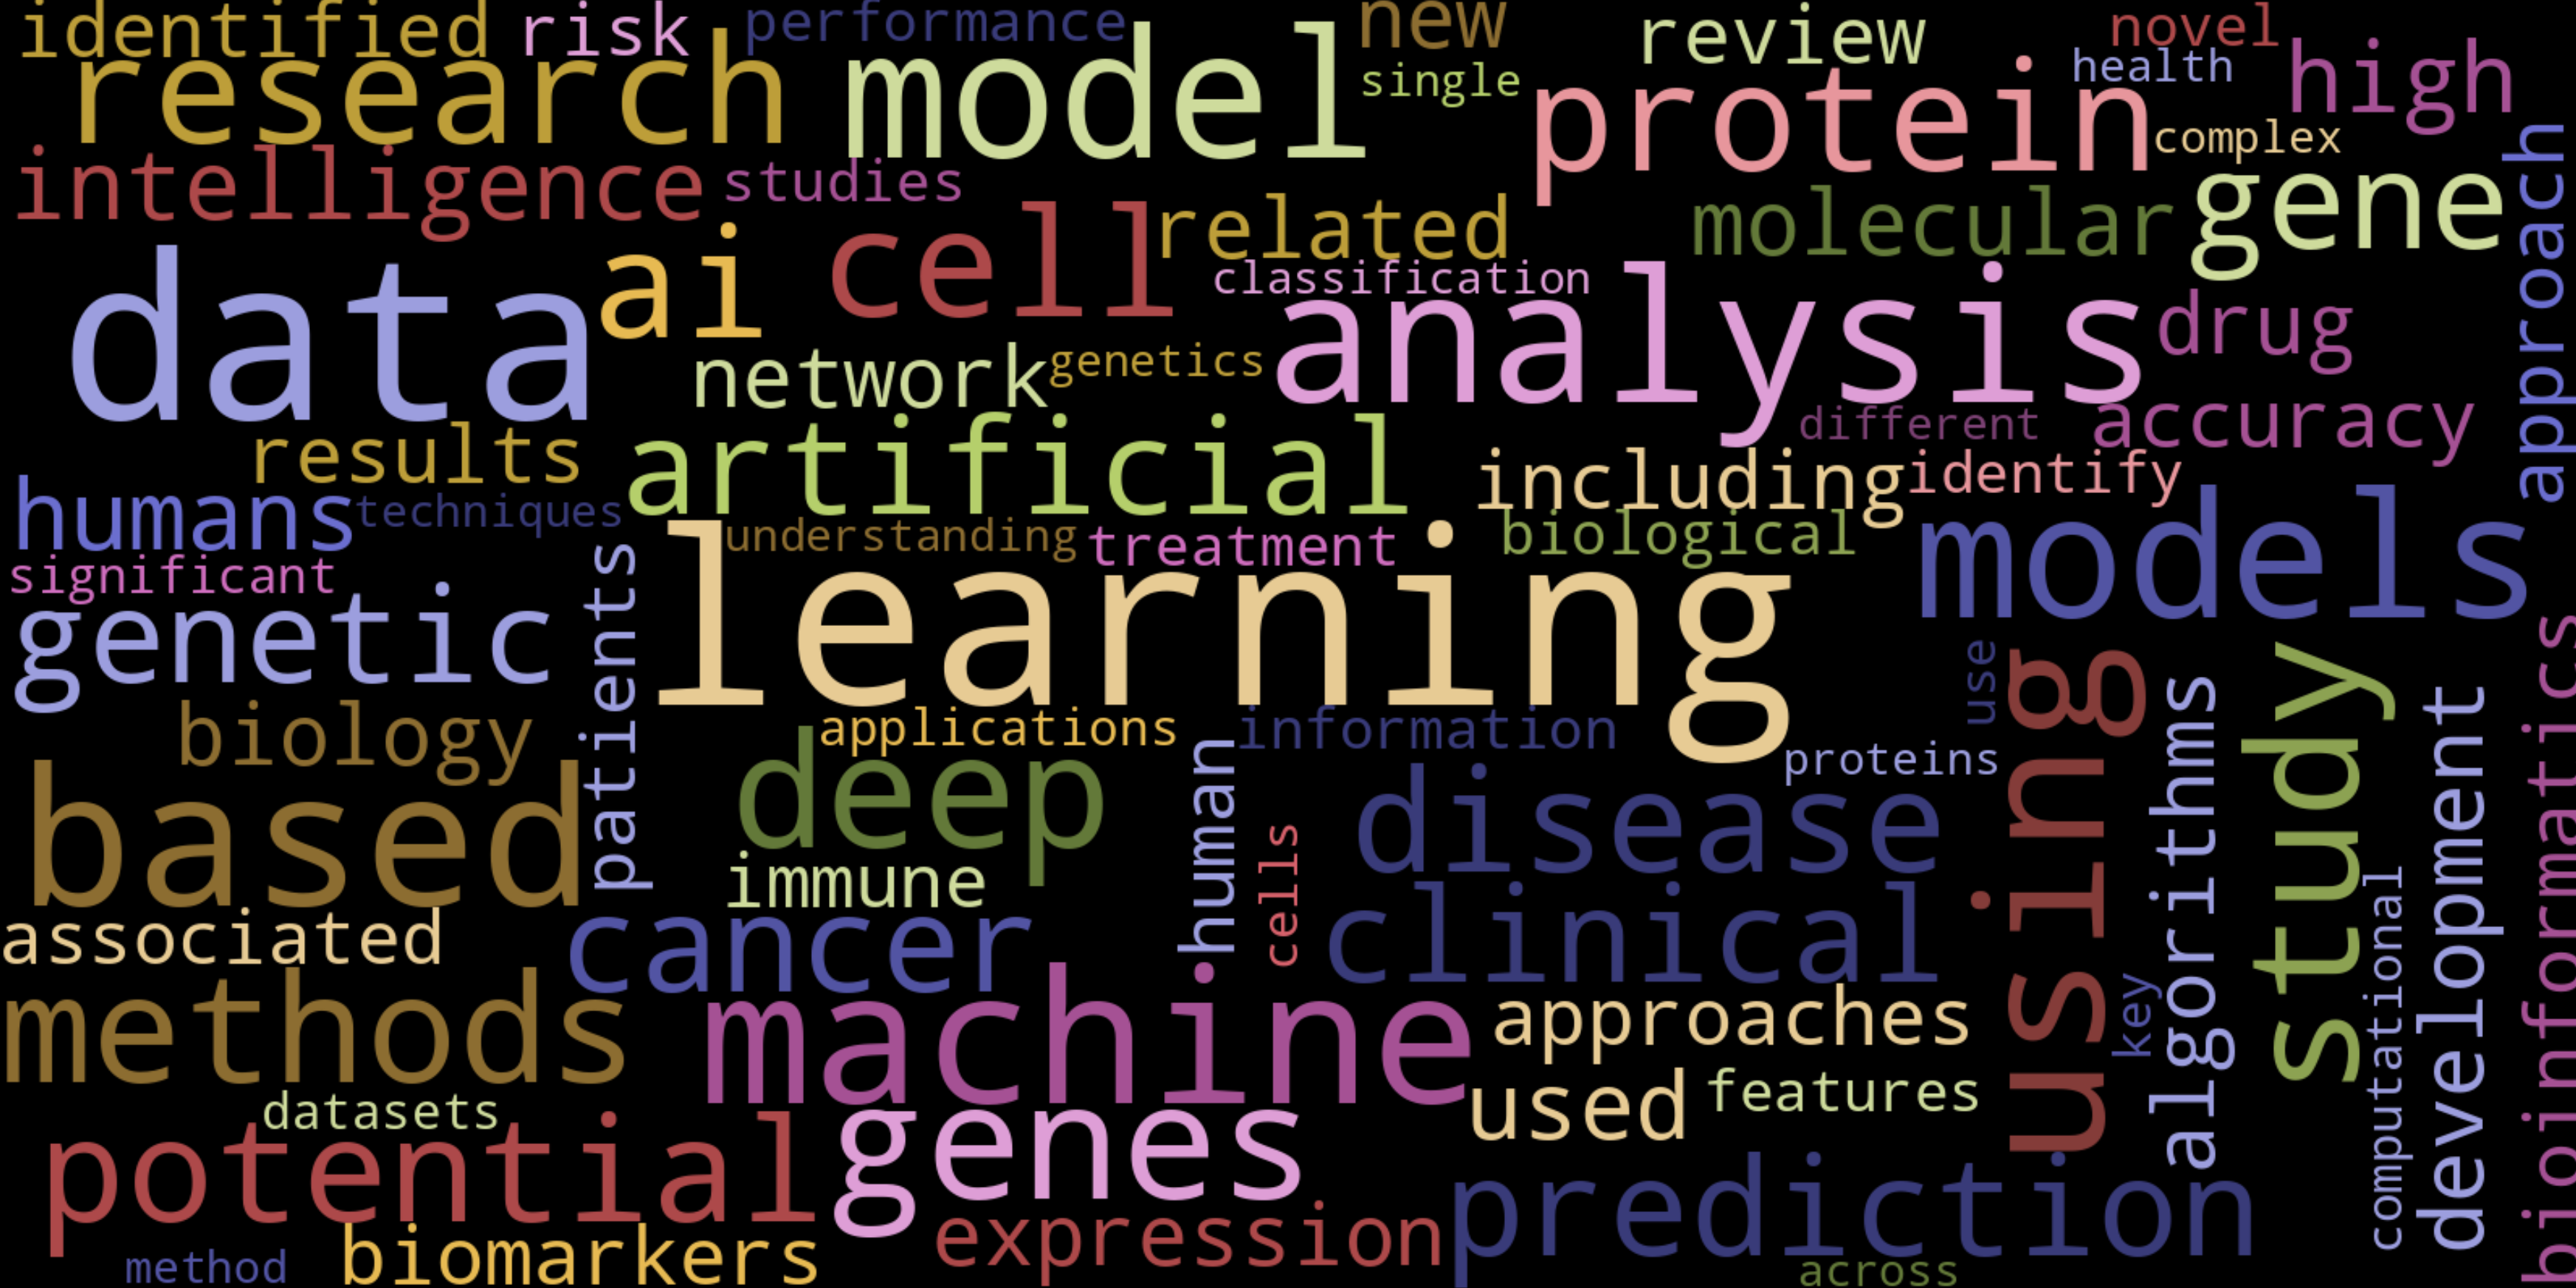 identified
risk
performance
new
review
novel
research
model
single
protein
health
high
complex
intelligence
studies
related
molecular
gene
approach
data
ai
cell
classification
analysis
drug
network
genetics
different
accuracy
results
artificial
including
identify
humans
techniques
understanding
treatment
biological
models
significant
learning
genetic
patients
use
using
algorithms
study
development
bioinformatics
biology
applications
information
proteins
based
deep
human
disease
immune
cells
clinical
computational
associated
cancer
methods
machine
approaches
key
used
features
datasets
potential
genes
prediction
expression
method
biomarkers
across